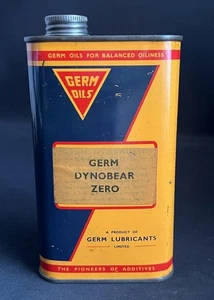 GERM OILS FOR BALANCED OILINESS
GERM
OILS
GERM
DYNOBEAR
ZERO
A PRODUCT OF
GERM LUBRICANTS
LIMITED
THE PIONEERS OF ADDITIVES